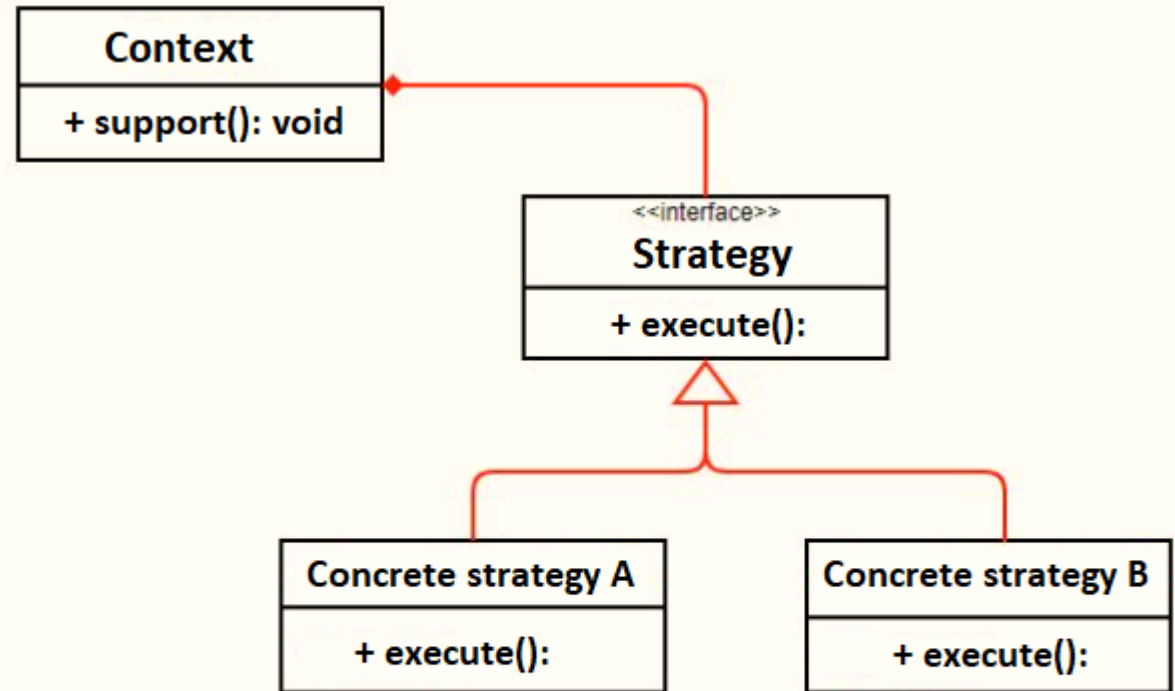 Context
+ support(): void
<<interface>>
Strategy
+ execute():
Concrete strategy A
+ execute():
Concrete strategy B
+ execute():